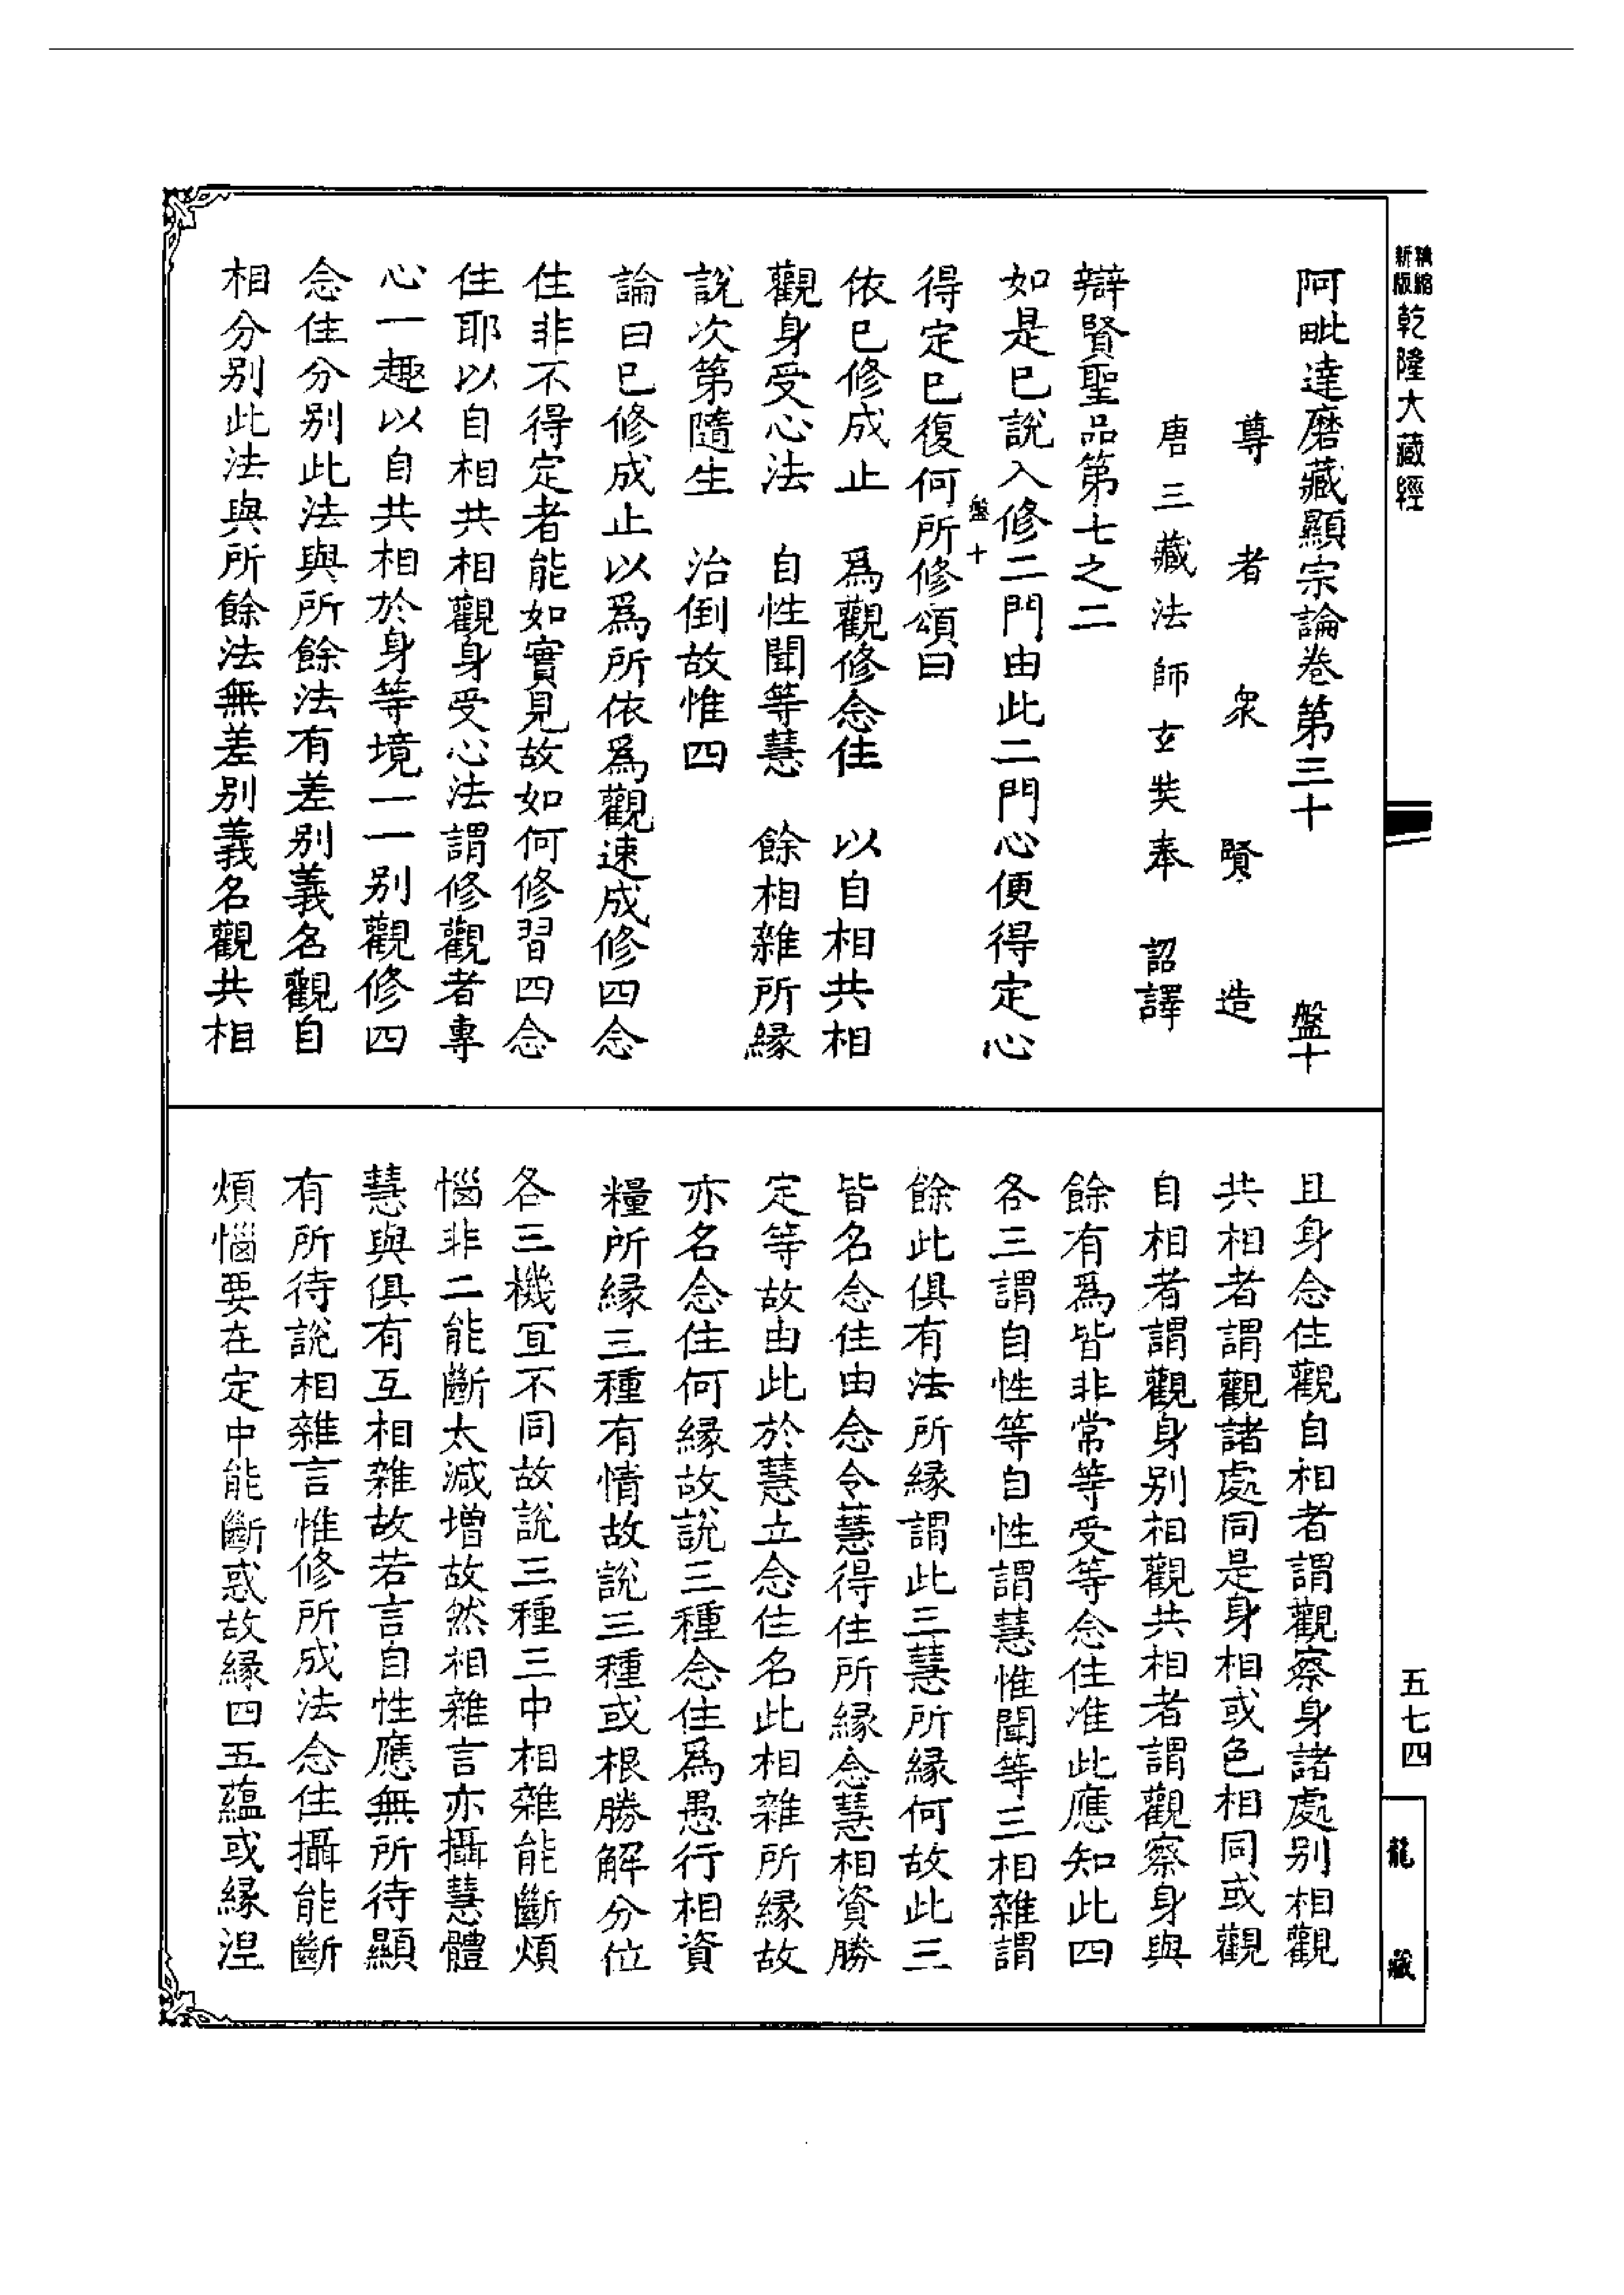 新版精縮乾隆大藏經
阿毗達磨藏顯宗論卷第三十 盤十
尊者衆賢造
唐三藏法師玄奘奉詔譯
辯賢聖品第七之二
如是已說入修二門由此二門心便得定心
盤十
得定已復何所修頌曰
依已修成止 爲觀修念住 以自相共相
觀身受心法 自性聞等慧 餘相雜所緣
說次第隨生 治倒故惟四
論曰已修成止以爲所依爲觀速成修四念
住非不得定者能如實見故如何修習四念
住耶以自相共相觀身受心法謂修觀者專
心一趣以自共相於身等境一一别觀修四
念住分别此法與所餘法有差别義名觀自
相分别此法與所餘法無差别義名觀共相
且身念住觀自相者謂觀察身諸處别相觀
共相者謂觀諸處同是身相或色相同或觀
自相者謂觀身别相觀共相者謂觀察身與
餘有爲皆非常等受等念住准此應知此四
各三謂自性等自性謂慧惟聞等三相雜謂
餘此俱有法所緣謂此三慧所緣何故此三
皆名念住由念令慧得住所緣念慧相資勝
定等故由此於慧立念住名此相雜所緣故
亦名念住何緣故說三種念住爲愚行相資
糧所緣三種有情故說三種或根勝解分位
各三機宜不同故說三種三中相雜能斷煩
惱非二能斷太減增故然相雜言亦攝慧體
慧與俱有互相雜故若言自性應無所待顯
有所待說相雜言惟修所成法念住攝能斷
煩惱要在定中能斷惑故緣四五蘊或緣涅
五七四
龍藏